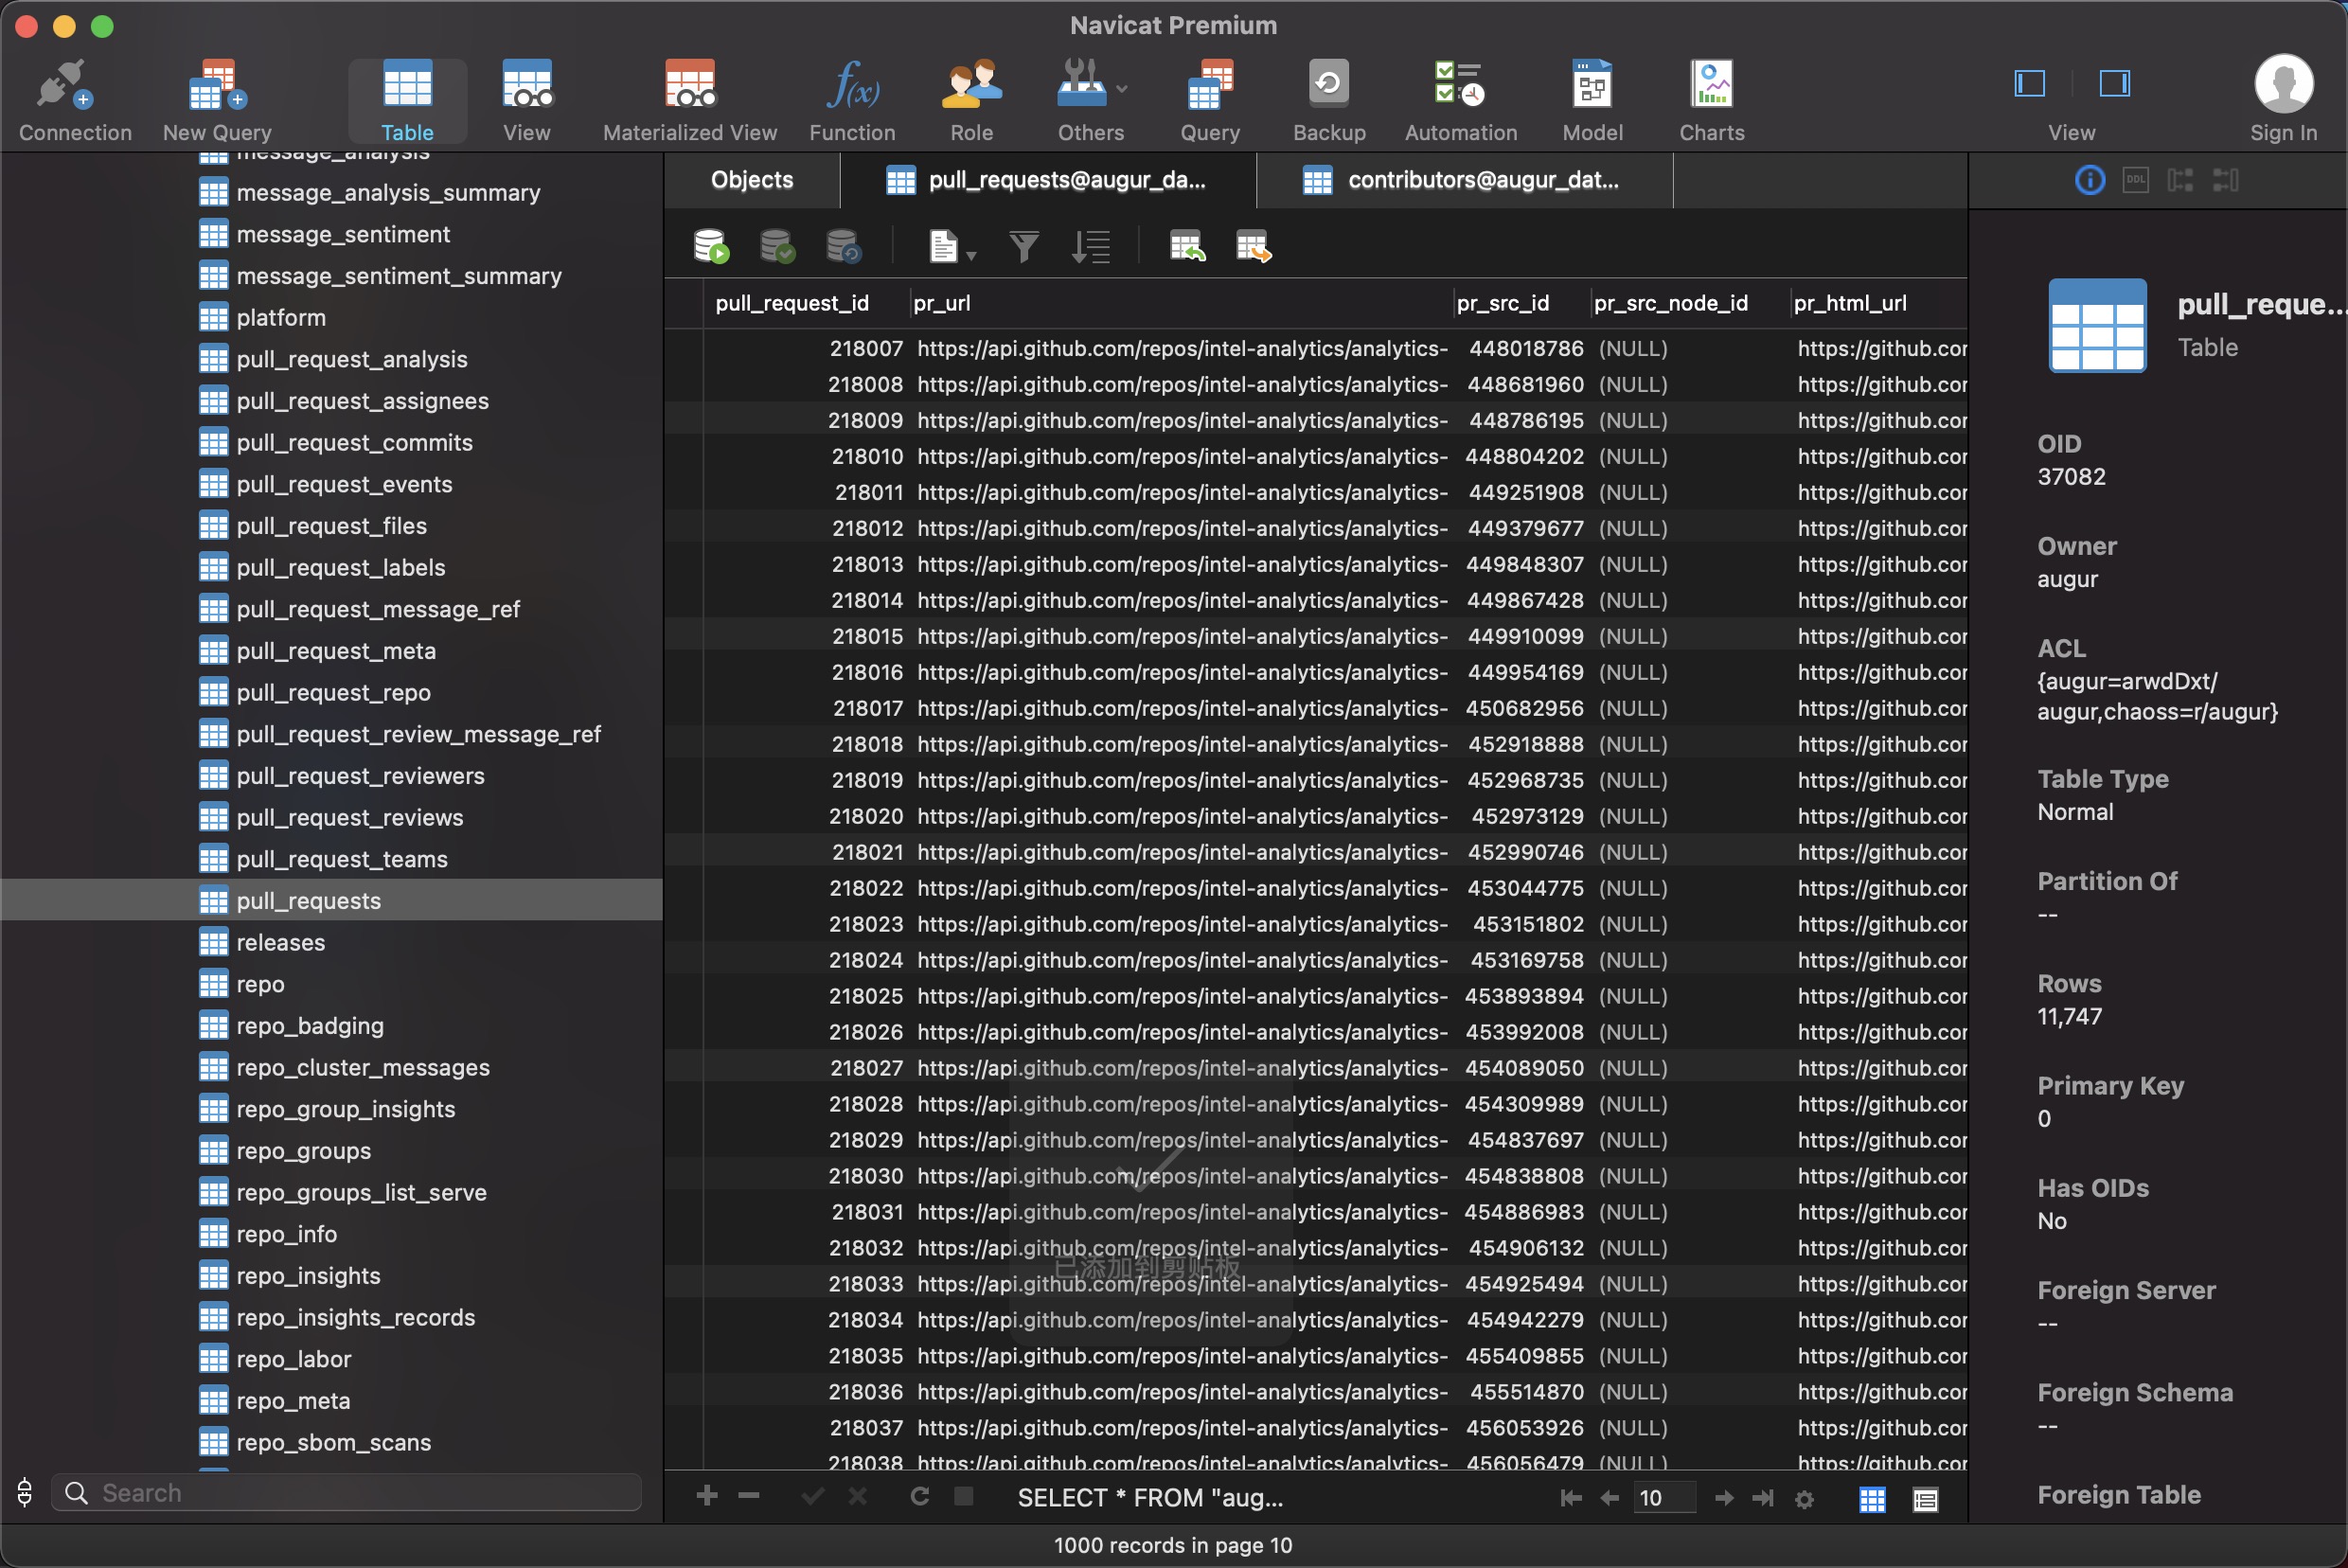 Navicat Premium
Connection
New Query
Table
View
Materialized View
Function
Role
Others
Query
Backup
Automation
Model
Charts
View
Sign In
message_analysis
message_analysis_summary
message_sentiment
message_sentiment_summary
platform
pull_request_analysis
pull_request_assignees
pull_request_commits
pull_request_events
pull_request_files
pull_request_labels
pull_request_message_ref
pull_request_meta
pull_request_repo
pull_request_review_message_ref
pull_request_reviewers
pull_request_reviews
pull_request_teams
pull_requests
releases
repo
repo_badging
repo_cluster_messages
repo_group_insights
repo_groups
repo_groups_list_serve
repo_info
repo_insights
repo_insights_records
repo_labor
repo_meta
repo_sbom_scans
Search
Objects
pull_requests@augur_da...
contributors@augur_dat...
pull_request_id pr_url pr_src_id pr_src_node_id pr_html_url
218007 https://api.github.com/repos/intel-analytics/analytics- 448018786 (NULL) https://github.cor
218008 https://api.github.com/repos/intel-analytics/analytics- 448681960 (NULL) https://github.cor
218009 https://api.github.com/repos/intel-analytics/analytics- 448786195 (NULL) https://github.cor
218010 https://api.github.com/repos/intel-analytics/analytics- 448804202 (NULL) https://github.cor
218011 https://api.github.com/repos/intel-analytics/analytics- 449251908 (NULL) https://github.cor
218012 https://api.github.com/repos/intel-analytics/analytics- 449379677 (NULL) https://github.cor
218013 https://api.github.com/repos/intel-analytics/analytics- 449848307 (NULL) https://github.cor
218014 https://api.github.com/repos/intel-analytics/analytics- 449867428 (NULL) https://github.cor
218015 https://api.github.com/repos/intel-analytics/analytics- 449910099 (NULL) https://github.cor
218016 https://api.github.com/repos/intel-analytics/analytics- 449954169 (NULL) https://github.cor
218017 https://api.github.com/repos/intel-analytics/analytics- 450682956 (NULL) https://github.cor
218018 https://api.github.com/repos/intel-analytics/analytics- 452918888 (NULL) https://github.cor
218019 https://api.github.com/repos/intel-analytics/analytics- 452968735 (NULL) https://github.cor
218020 https://api.github.com/repos/intel-analytics/analytics- 452973129 (NULL) https://github.cor
218021 https://api.github.com/repos/intel-analytics/analytics- 452990746 (NULL) https://github.cor
218022 https://api.github.com/repos/intel-analytics/analytics- 453044775 (NULL) https://github.cor
218023 https://api.github.com/repos/intel-analytics/analytics- 453151802 (NULL) https://github.cor
218024 https://api.github.com/repos/intel-analytics/analytics- 453169758 (NULL) https://github.cor
218025 https://api.github.com/repos/intel-analytics/analytics- 453893894 (NULL) https://github.cor
218026 https://api.github.com/repos/intel-analytics/analytics- 453992008 (NULL) https://github.cor
218027 https://api.github.com/repos/intel-analytics/analytics- 454089050 (NULL) https://github.cor
218028 https://api.github.com/repos/intel-analytics/analytics- 454309989 (NULL) https://github.cor
218029 https://api.github.com/repos/intel-analytics/analytics- 454837697 (NULL) https://github.cor
218030 https://api.github.com/repos/intel-analytics/analytics- 454838808 (NULL) https://github.cor
218031 https://api.github.com/repos/intel-analytics/analytics- 454886983 (NULL) https://github.cor
218032 https://api.github.com/repos/intel-analytics/analytics- 454906132 (NULL) https://github.cor
已添加到剪贴板
218033 https://api.github.com/repos/intel-analytics/analytics- 454925494 (NULL) https://github.cor
218034 https://api.github.com/repos/intel-analytics/analytics- 454942279 (NULL) https://github.cor
218035 https://api.github.com/repos/intel-analytics/analytics- 455409855 (NULL) https://github.cor
218036 https://api.github.com/repos/intel-analytics/analytics- 455514870 (NULL) https://github.cor
218037 https://api.github.com/repos/intel-analytics/analytics- 456053926 (NULL) https://github.cor
218038 https://api.github.com/repos/intel-analytics/analytics- 456056479 (NULL) https://github.cor
SELECT * FROM "aug...
10
1000 records in page 10
DDL
pull_reque...
Table
OID
37082
Owner
augur
ACL
{augur=arwdDxt/
augur,chaoss=r/augur}
Table Type
Normal
Partition Of
--
Rows
11,747
Primary Key
0
Has OIDs
No
Foreign Server
--
Foreign Schema
--
Foreign Table